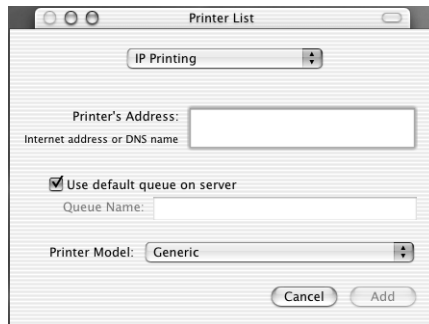 Printer List
IP Printing
Printer's Address:
Internet address or DNS name
Use default queue on server
Queue Name:
Printer Model: Generic
Cancel Add